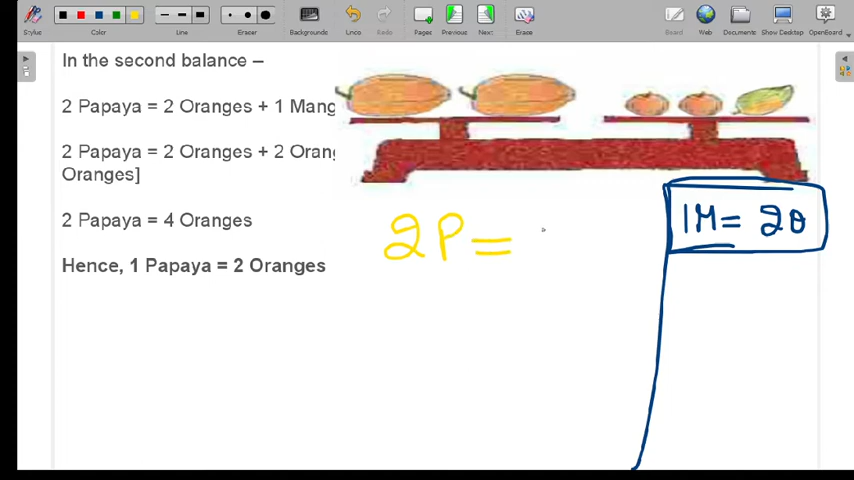 Stylus
Color
Line
Eraser
Backgrounds
Undo
Redo
Pages
Previous
Next
Erase
Board
Web
Documents
Show Desktop
OpenBoard
In the second balance –
2 Papaya = 2 Oranges + 1 Mang
2 Papaya = 2 Oranges + 2 Orang
Oranges]
2 Papaya = 4 Oranges
Hence, 1 Papaya = 2 Oranges
2P=
1M= 2O